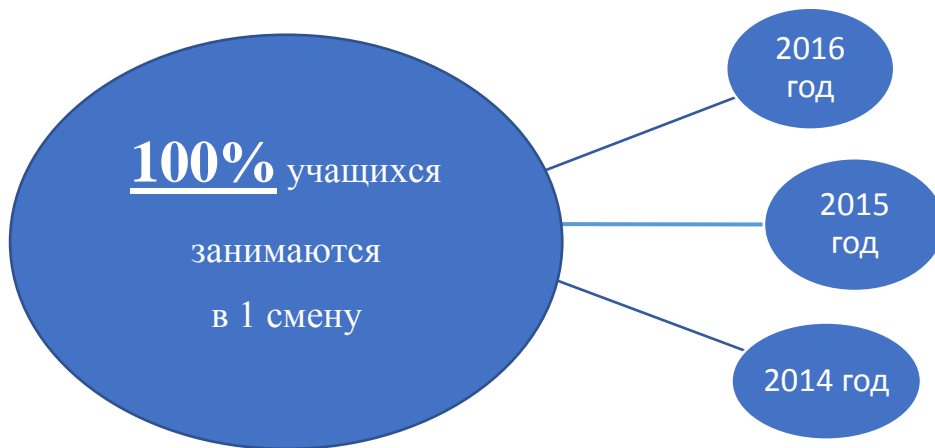 100% учащихся
занимаются
в 1 смену
2016
год
2015
год
2014 год